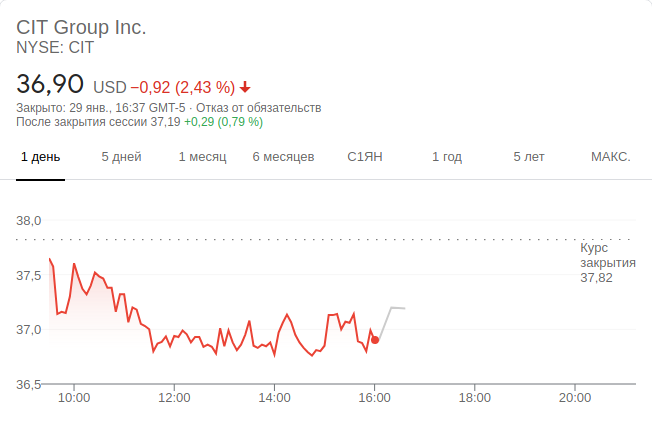 CIT Group Inc.
NYSE: CIT
36,90 USD −0,92 (2,43 %)
Закрыто: 29 янв., 16:37 GMT-5 · Отказ от обязательств
После закрытия сессии 37,19 +0,29 (0,79 %)
1 день 5 дней 1 месяц 6 месяцев С1ЯН 1 год 5 лет МАКС.
38,0
Курс
закрытия
37,82
37,5
37,0
36,5
10:00 12:00 14:00 16:00 18:00 20:00